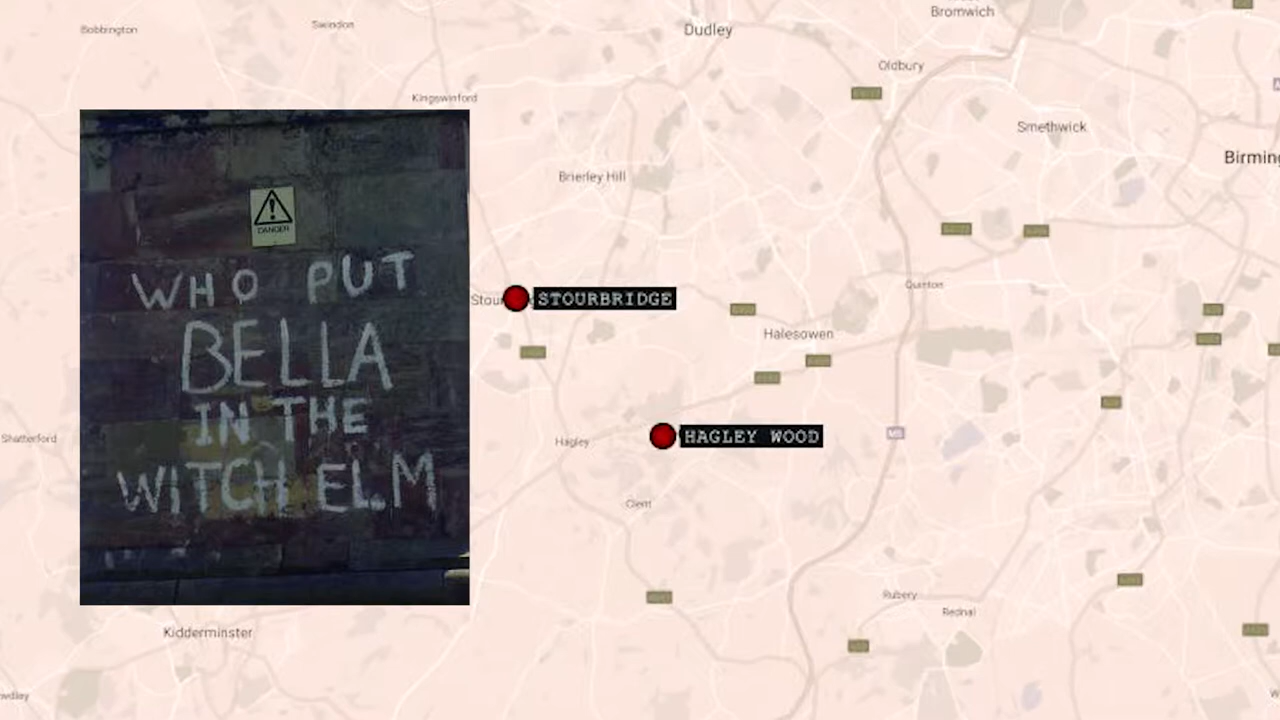 Bromwich
Bobbington
Swindon
Dudley
Oldbury
Kingswinford
Smethwick
Brierley Hill
DANGER
WHO PUT
BELLA
IN THE
WITCH ELM
STOURBRIDGE
Quinton
Halesowen
HAGLEY WOOD
Shatterford
Hagley
Clent
Rubery
Rednal
Kidderminster